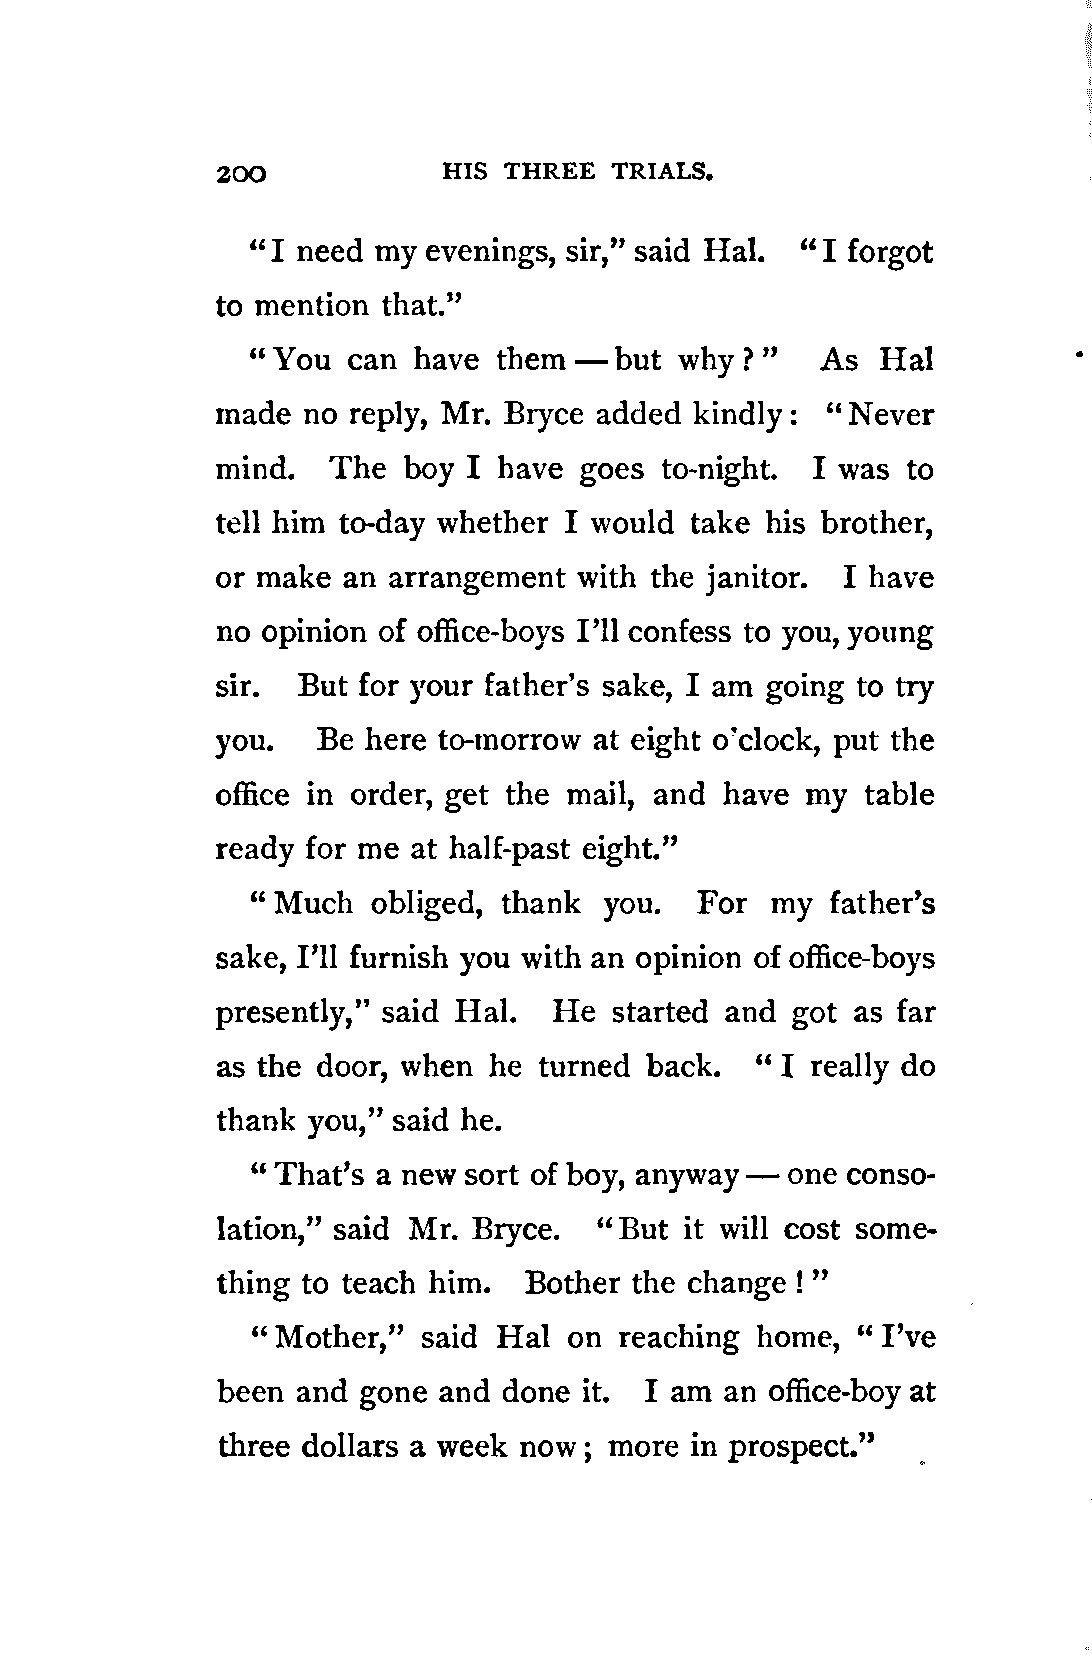 200 HIS THREE TRIALS.
“I need my evenings, sir,” said Hal. “I forgot
to mention that.”
“You can have them — but why?” As Hal
made no reply, Mr. Bryce added kindly: “Never
mind. The boy I have goes to-night. I was to
tell him to-day whether I would take his brother,
or make an arrangement with the janitor. I have
no opinion of office-boys I’ll confess to you, young
sir. But for your father’s sake, I am going to try
you. Be here to-morrow at eight o’clock, put the
office in order, get the mail, and have my table
ready for me at half-past eight.”
“Much obliged, thank you. For my father’s
sake, I’ll furnish you with an opinion of office-boys
presently,” said Hal. He started and got as far
as the door, when he turned back. “I really do
thank you,” said he.
“That’s a new sort of boy, anyway — one conso-
lation,” said Mr. Bryce. “But it will cost some-
thing to teach him. Bother the change!”
“Mother,” said Hal on reaching home, “I’ve
been and gone and done it. I am an office-boy at
three dollars a week now; more in prospect.”